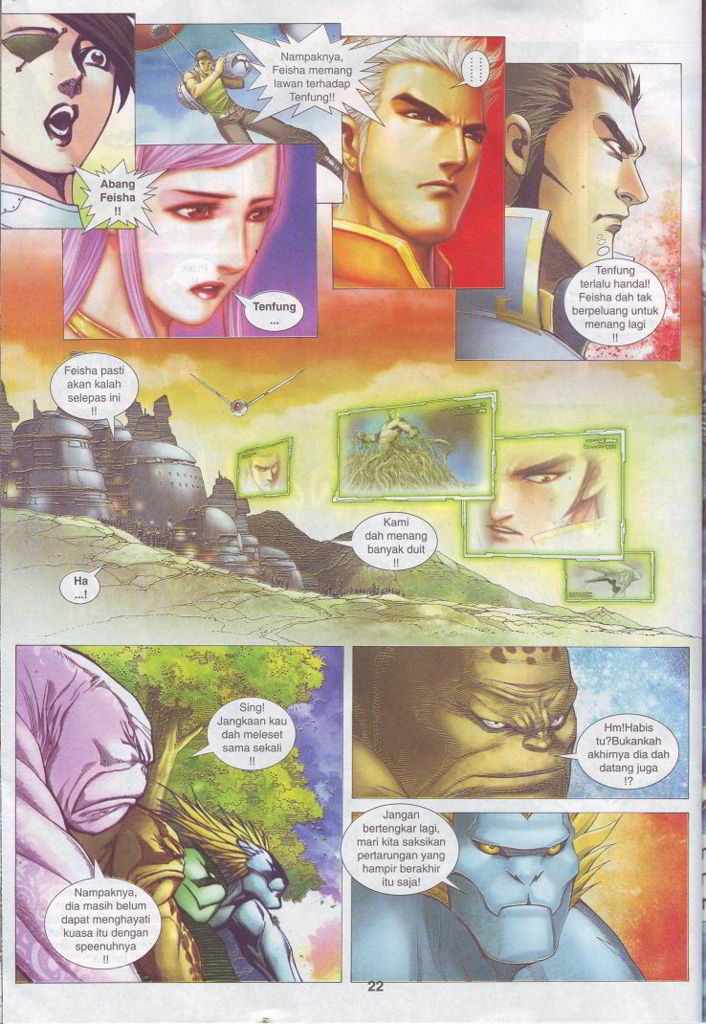 Nampaknya,
Feisha memang
lawan terhadap
Tenfung!!
Abang
Feisha
!!
Tenfung
...
Tenfung
terlalu handal!
Feisha dah tak
berpeluang untuk
menang lagi
!!
Feisha pasti
akan kalah
selepas ini
!!
Kami
dah menang
banyak duit
!!
Ha
...!
Sing!
Jangkaan kau
dah meleset
sama sekali
!!
Nampaknya,
dia masih belum
dapat menghayati
kuasa itu dengan
speenuhnya
!!
Hm!Habis
tu?Bukankah
akhirnya dia dah
datang juga
!?
Jangan
bertengkar lagi,
mari kita saksikan
pertarungan yang
hampir berakhir
itu saja!
22